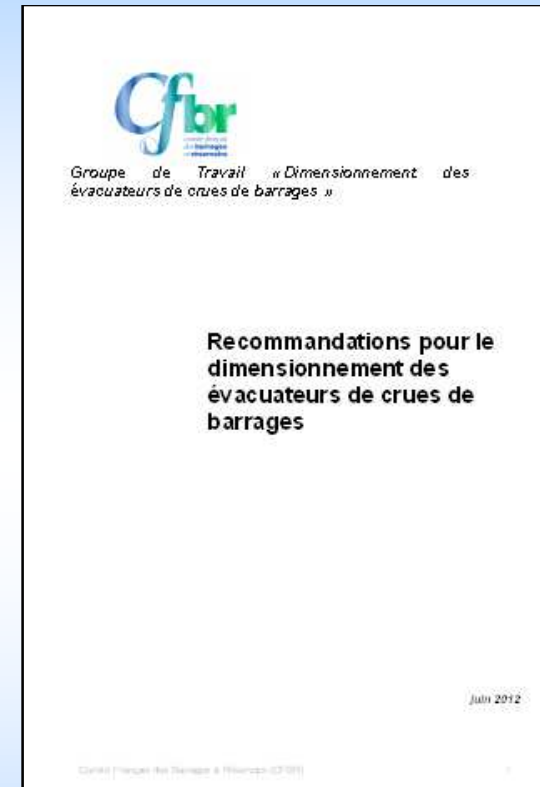 Cfbr
Groupe de Travail « Dimensionnement des
évacuateurs de crues de barrages »
Recommandations pour le
dimensionnement des
évacuateurs de crues de
barrages
juin 2012